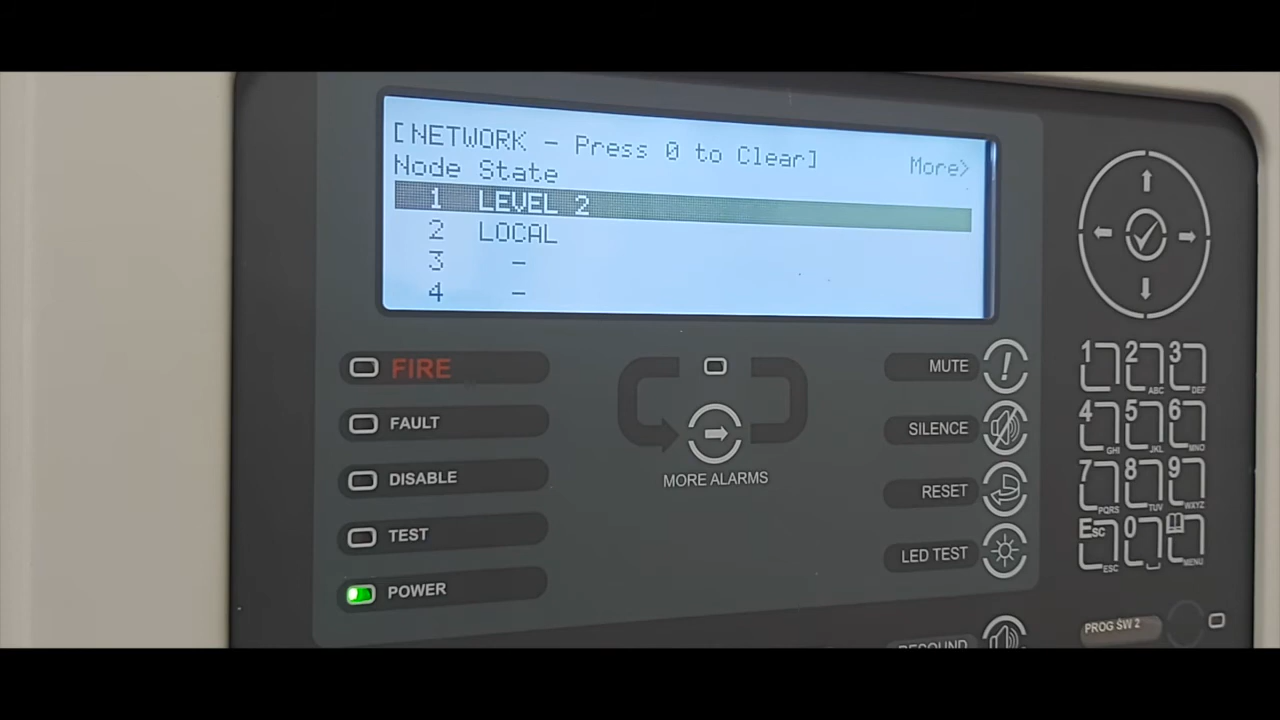 [NETWORK - Press 0 to Clear]
More>
Node State
1 LEVEL 2
2 LOCAL
3 -
4 -
FIRE
FAULT
DISABLE
TEST
POWER
MORE ALARMS
MUTE
SILENCE
RESET
LED TEST
RESOUND
1 2 ABC 3 DEF
4 GHI 5 JKL 6 MNO
7 PQRS 8 TUV 9 WXYZ
Esc ESC 0 MENU
PROG SW 2